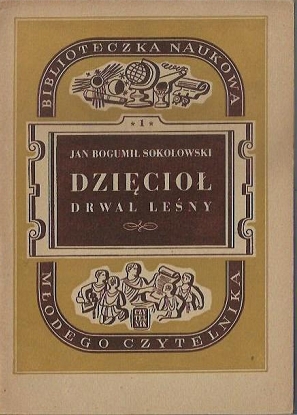 BIBLIOTECZKA NAUKOWA
★ 1 ★
JAN BOGUMIŁ SOKOŁOWSKI
DZIĘCIOŁ
DRWAL LEŚNY
MŁODEGO CZYTELNIKA